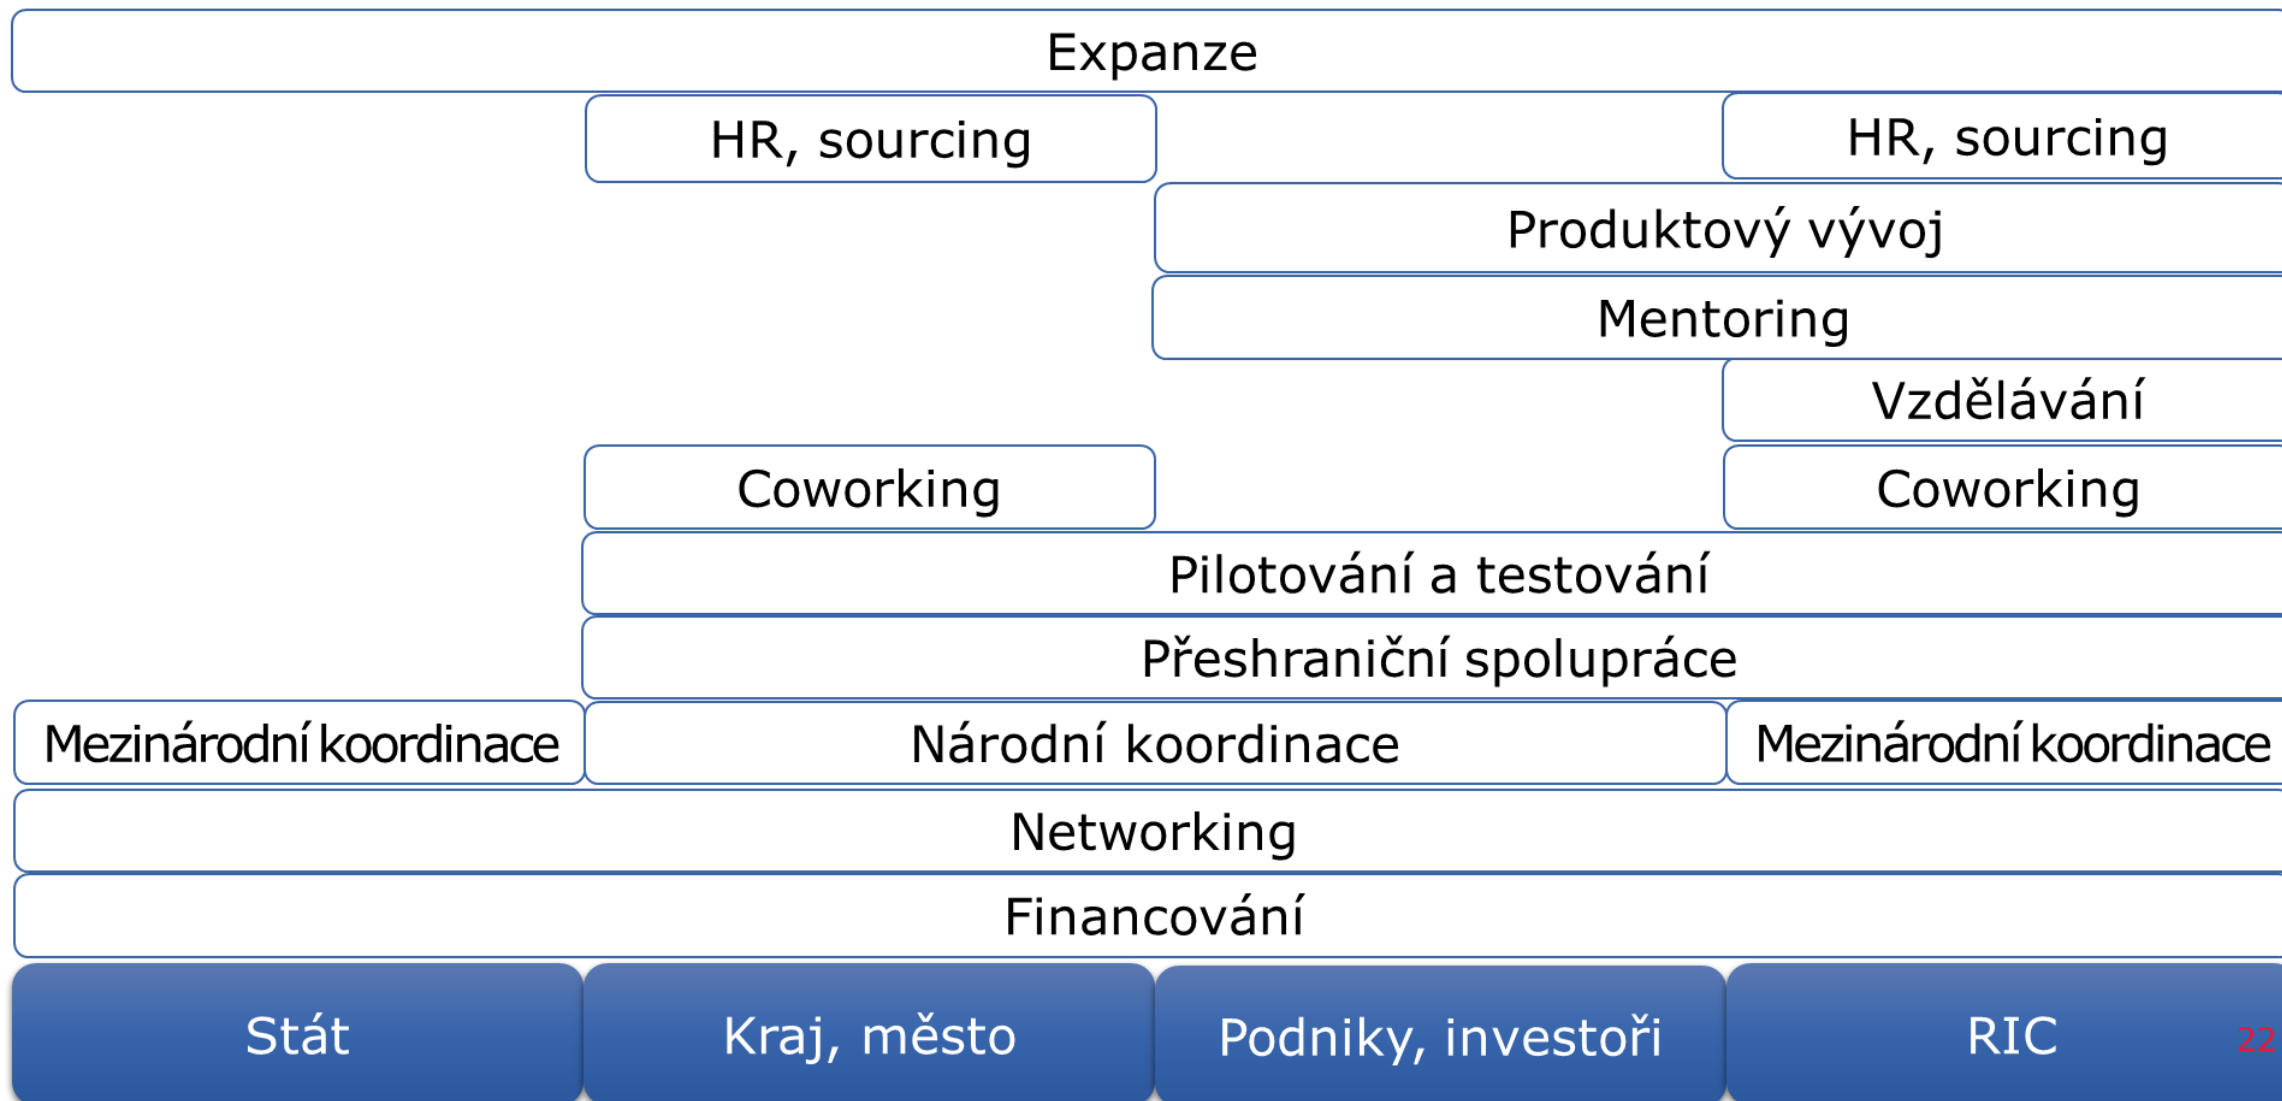 Expanze
HR, sourcing
HR, sourcing
Produktový vývoj
Mentoring
Vzdělávání
Coworking
Coworking
Pilotování a testování
Přeshraniční spolupráce
Mezinárodní koordinace
Národní koordinace
Mezinárodní koordinace
Networking
Financování
Stát
Kraj, město
Podniky, investoři
RIC
22